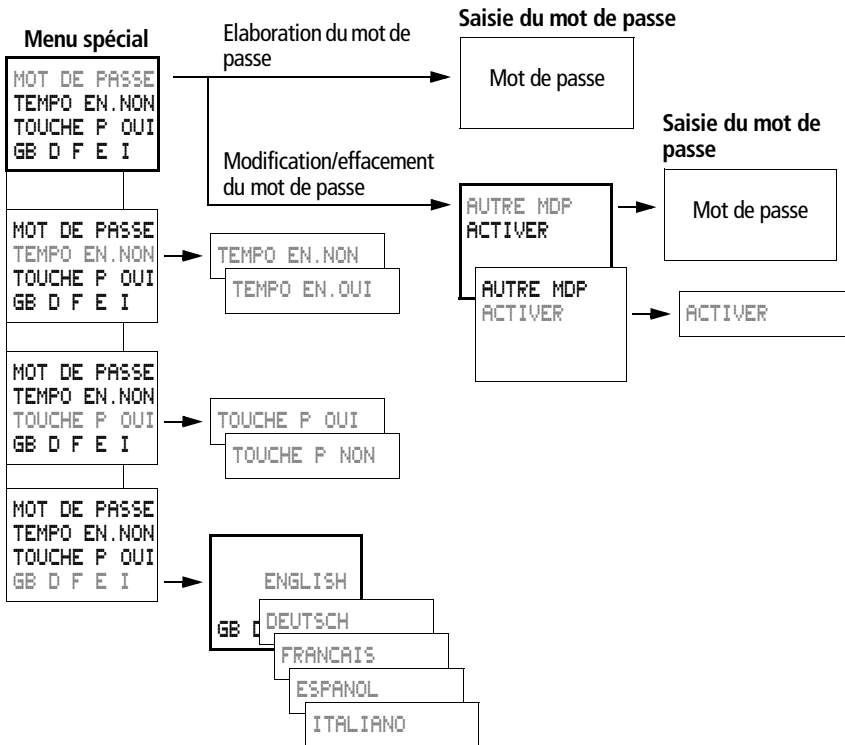 Menu spécial
MOT DE PASSE
TEMPO EN.NON
TOUCHE P OUI
GB D F E I
Elaboration du mot de
passe
Saisie du mot de passe
Mot de passe
Modification/effacement
du mot de passe
AUTRE MDP
ACTIVER
Saisie du mot de
passe
Mot de passe
AUTRE MDP
ACTIVER
ACTIVER
MOT DE PASSE
TEMPO EN.NON
TOUCHE P OUI
GB D F E I
TEMPO EN.NON
TEMPO EN.OUI
MOT DE PASSE
TEMPO EN.NON
TOUCHE P OUI
GB D F E I
TOUCHE P OUI
TOUCHE P NON
MOT DE PASSE
TEMPO EN.NON
TOUCHE P OUI
GB D F E I
ENGLISH
GB D
DEUTSCH
FRANCAIS
ESPANOL
ITALIANO